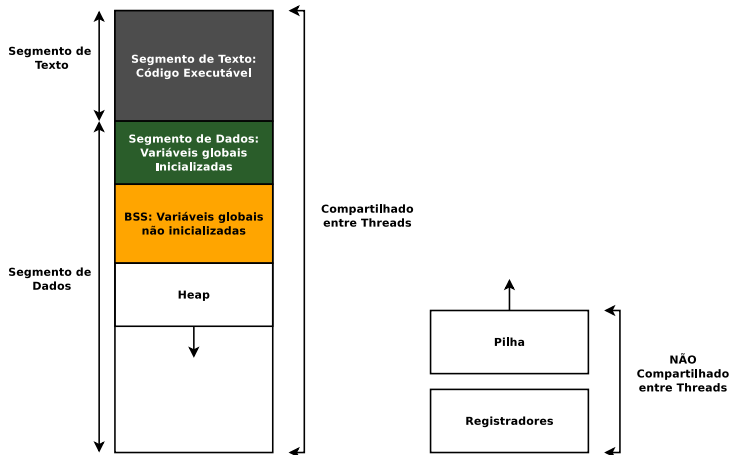 Segmento de
Texto
Segmento de Texto:
Código Executável
Segmento de Dados:
Variáveis globais
Inicializadas
BSS: Variáveis globais
não inicializadas
Compartilhado
entre Threads
Segmento de
Dados
Heap
Pilha
NÃO
Compartilhado
entre Threads
Registradores